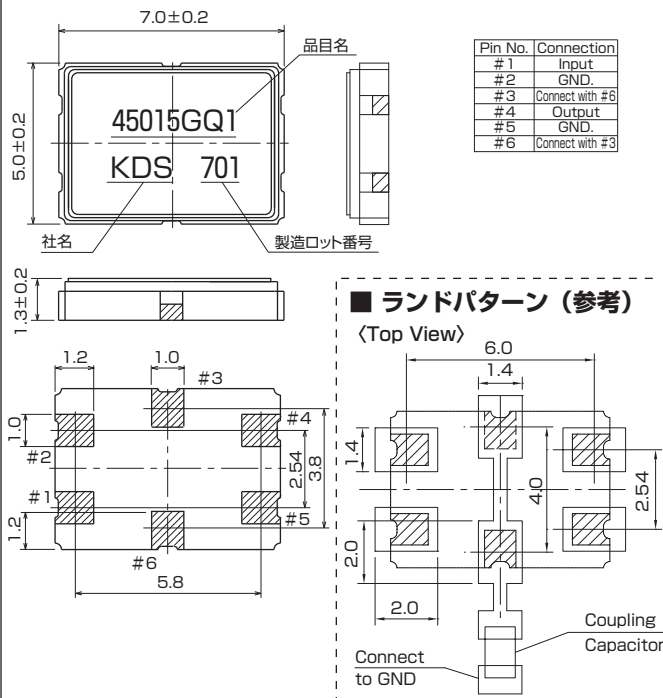 7.0±0.2
品目名
5.0±0.2
45015GQ1
KDS 701
社名
製造ロット番号
Pin No. Connection
#1 Input
#2 GND.
#3 Connect with #6
#4 Output
#5 GND.
#6 Connect with #3
1.3±0.2
1.2
1.0
#3
1.0
#4
#2
2.54
3.8
#1
1.2
#5
#6
5.8
■ ランドパターン（参考）
〈Top View〉
6.0
1.4
1.4
4.0
2.54
2.0
2.0
Coupling
Capacitor
Connect
to GND